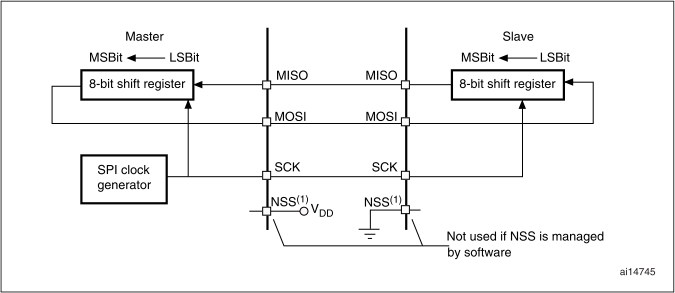 Master
Slave
MSBit LSBit
MSBit LSBit
8-bit shift register
MISO
MISO
8-bit shift register
MOSI
MOSI
SPI clock
generator
SCK
SCK
NSS(1)
VDD
NSS(1)
Not used if NSS is managed
by software
ai14745